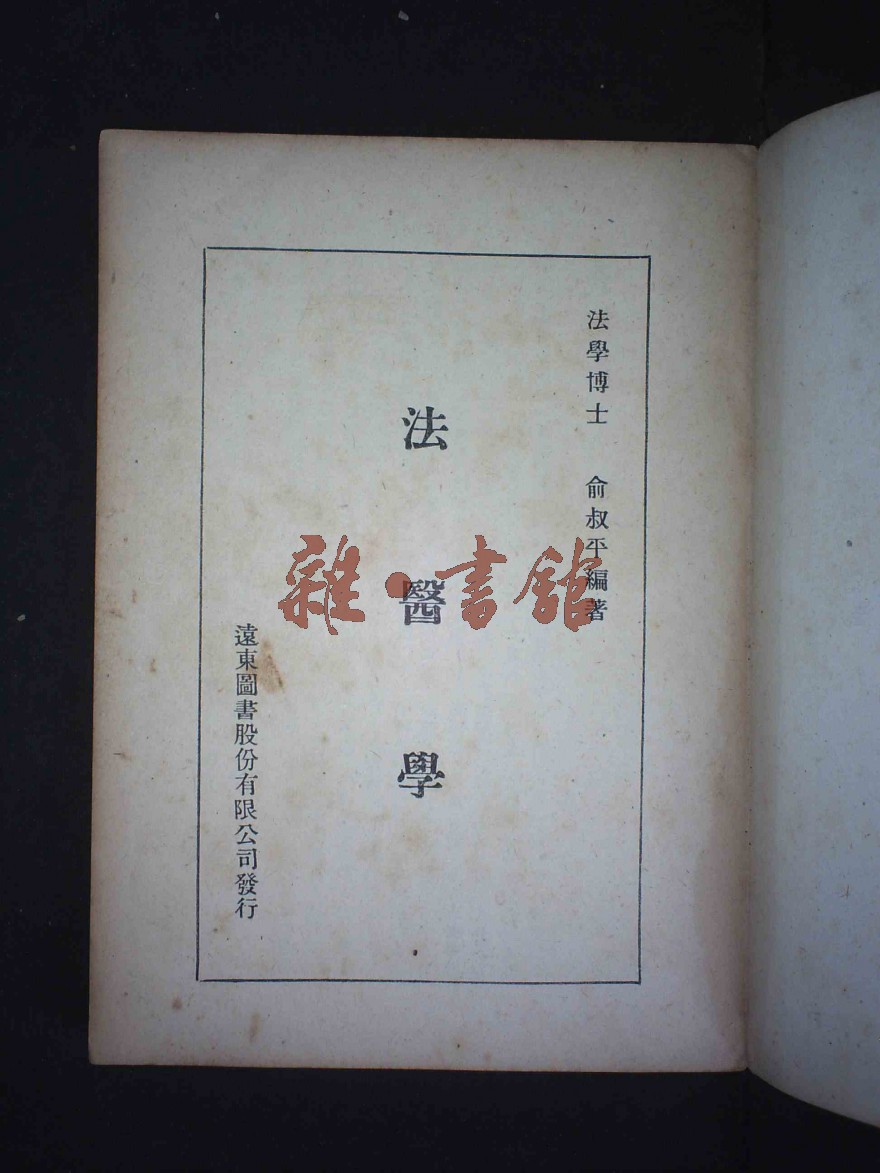 法學博士　俞叔平編著
法醫學
遠東圖書股份有限公司發行
雜·書館